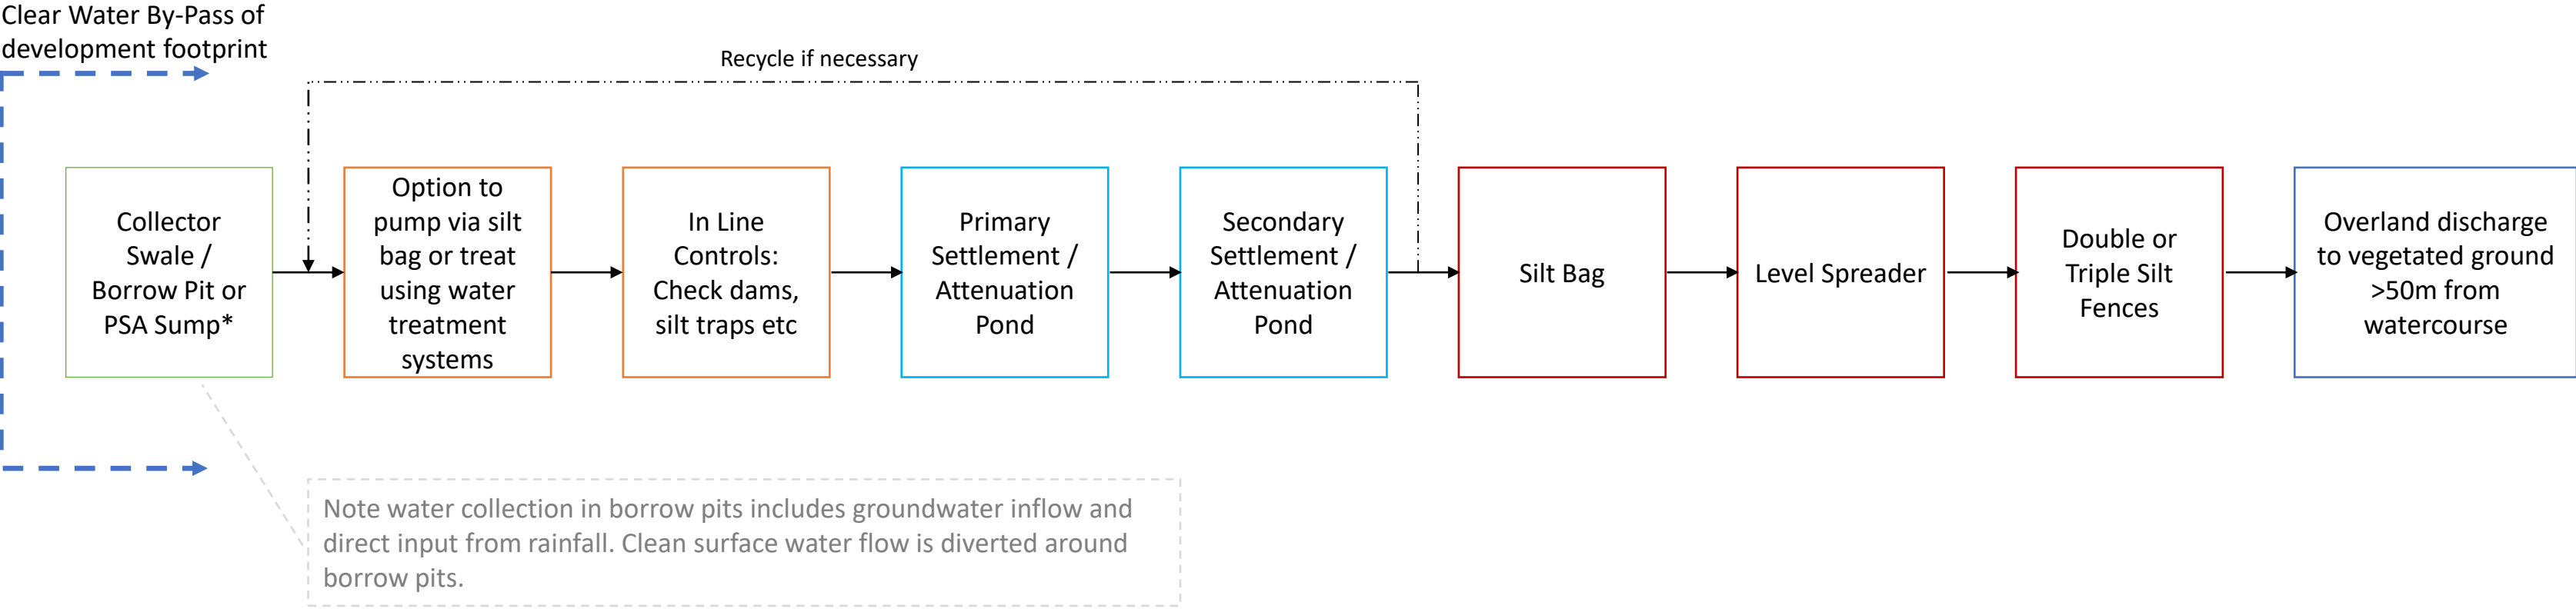 Clear Water By-Pass of
development footprint
Recycle if necessary
Collector
Swale /
Borrow Pit or
PSA Sump*
Option to
pump via silt
bag or treat
using water
treatment
systems
In Line
Controls:
Check dams,
silt traps etc
Primary
Settlement /
Attenuation
Pond
Secondary
Settlement /
Attenuation
Pond
Silt Bag
Level Spreader
Double or
Triple Silt
Fences
Overland discharge
to vegetated ground
>50m from
watercourse
Note water collection in borrow pits includes groundwater inflow and
direct input from rainfall. Clean surface water flow is diverted around
borrow pits.